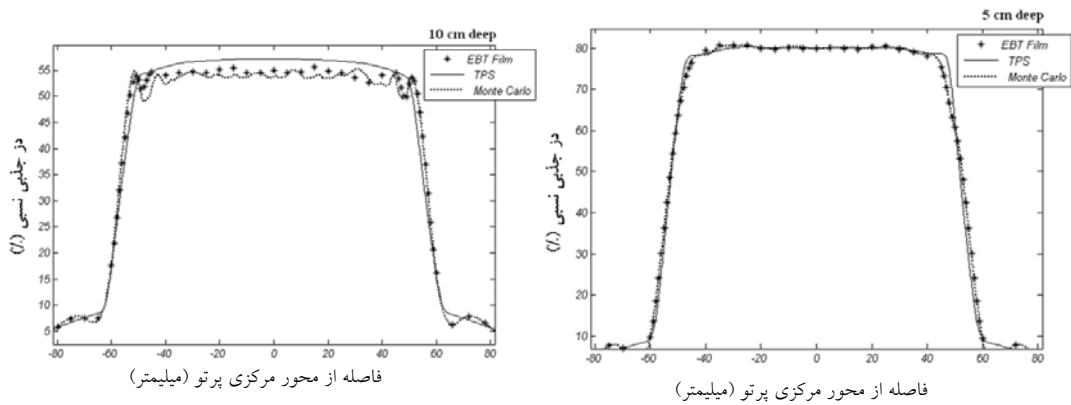 10 cm deep
EBT Film
TPS
Monte Carlo
55
50
45
40
35
30
25
20
15
10
5
-80 -60 -40 -20 0 20 40 60 80
دز جذبی نسبی (٪)
فاصله از محور مرکزی پرتو (میلیمتر)
5 cm deep
EBT Film
TPS
Monte Carlo
80
70
60
50
40
30
20
10
-80 -60 -40 -20 0 20 40 60 80
دز جذبی نسبی (٪)
فاصله از محور مرکزی پرتو (میلیمتر)